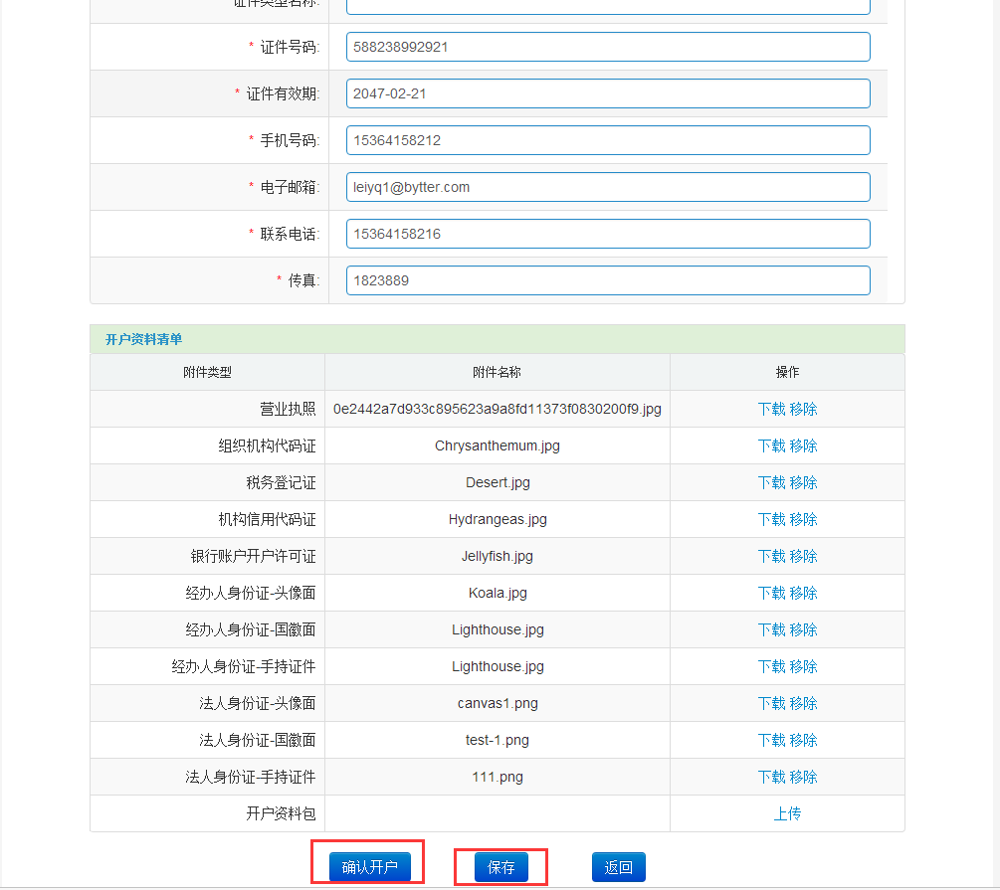 证件类型名称:
* 证件号码: 588238992921
* 证件有效期: 2047-02-21
* 手机号码: 15364158212
* 电子邮箱: leiyq1@bytter.com
* 联系电话: 15364158216
* 传真: 1823889
开户资料清单
附件类型 附件名称 操作
营业执照 0e2442a7d933c895623a9a8fd11373f0830200f9.jpg 下载 移除
组织机构代码证 Chrysanthemum.jpg 下载 移除
税务登记证 Desert.jpg 下载 移除
机构信用代码证 Hydrangeas.jpg 下载 移除
银行账户开户许可证 Jellyfish.jpg 下载 移除
经办人身份证-头像面 Koala.jpg 下载 移除
经办人身份证-国徽面 Lighthouse.jpg 下载 移除
经办人身份证-手持证件 Lighthouse.jpg 下载 移除
法人身份证-头像面 canvas1.png 下载 移除
法人身份证-国徽面 test-1.png 下载 移除
法人身份证-手持证件 111.png 下载 移除
开户资料包 上传
确认开户 保存 返回